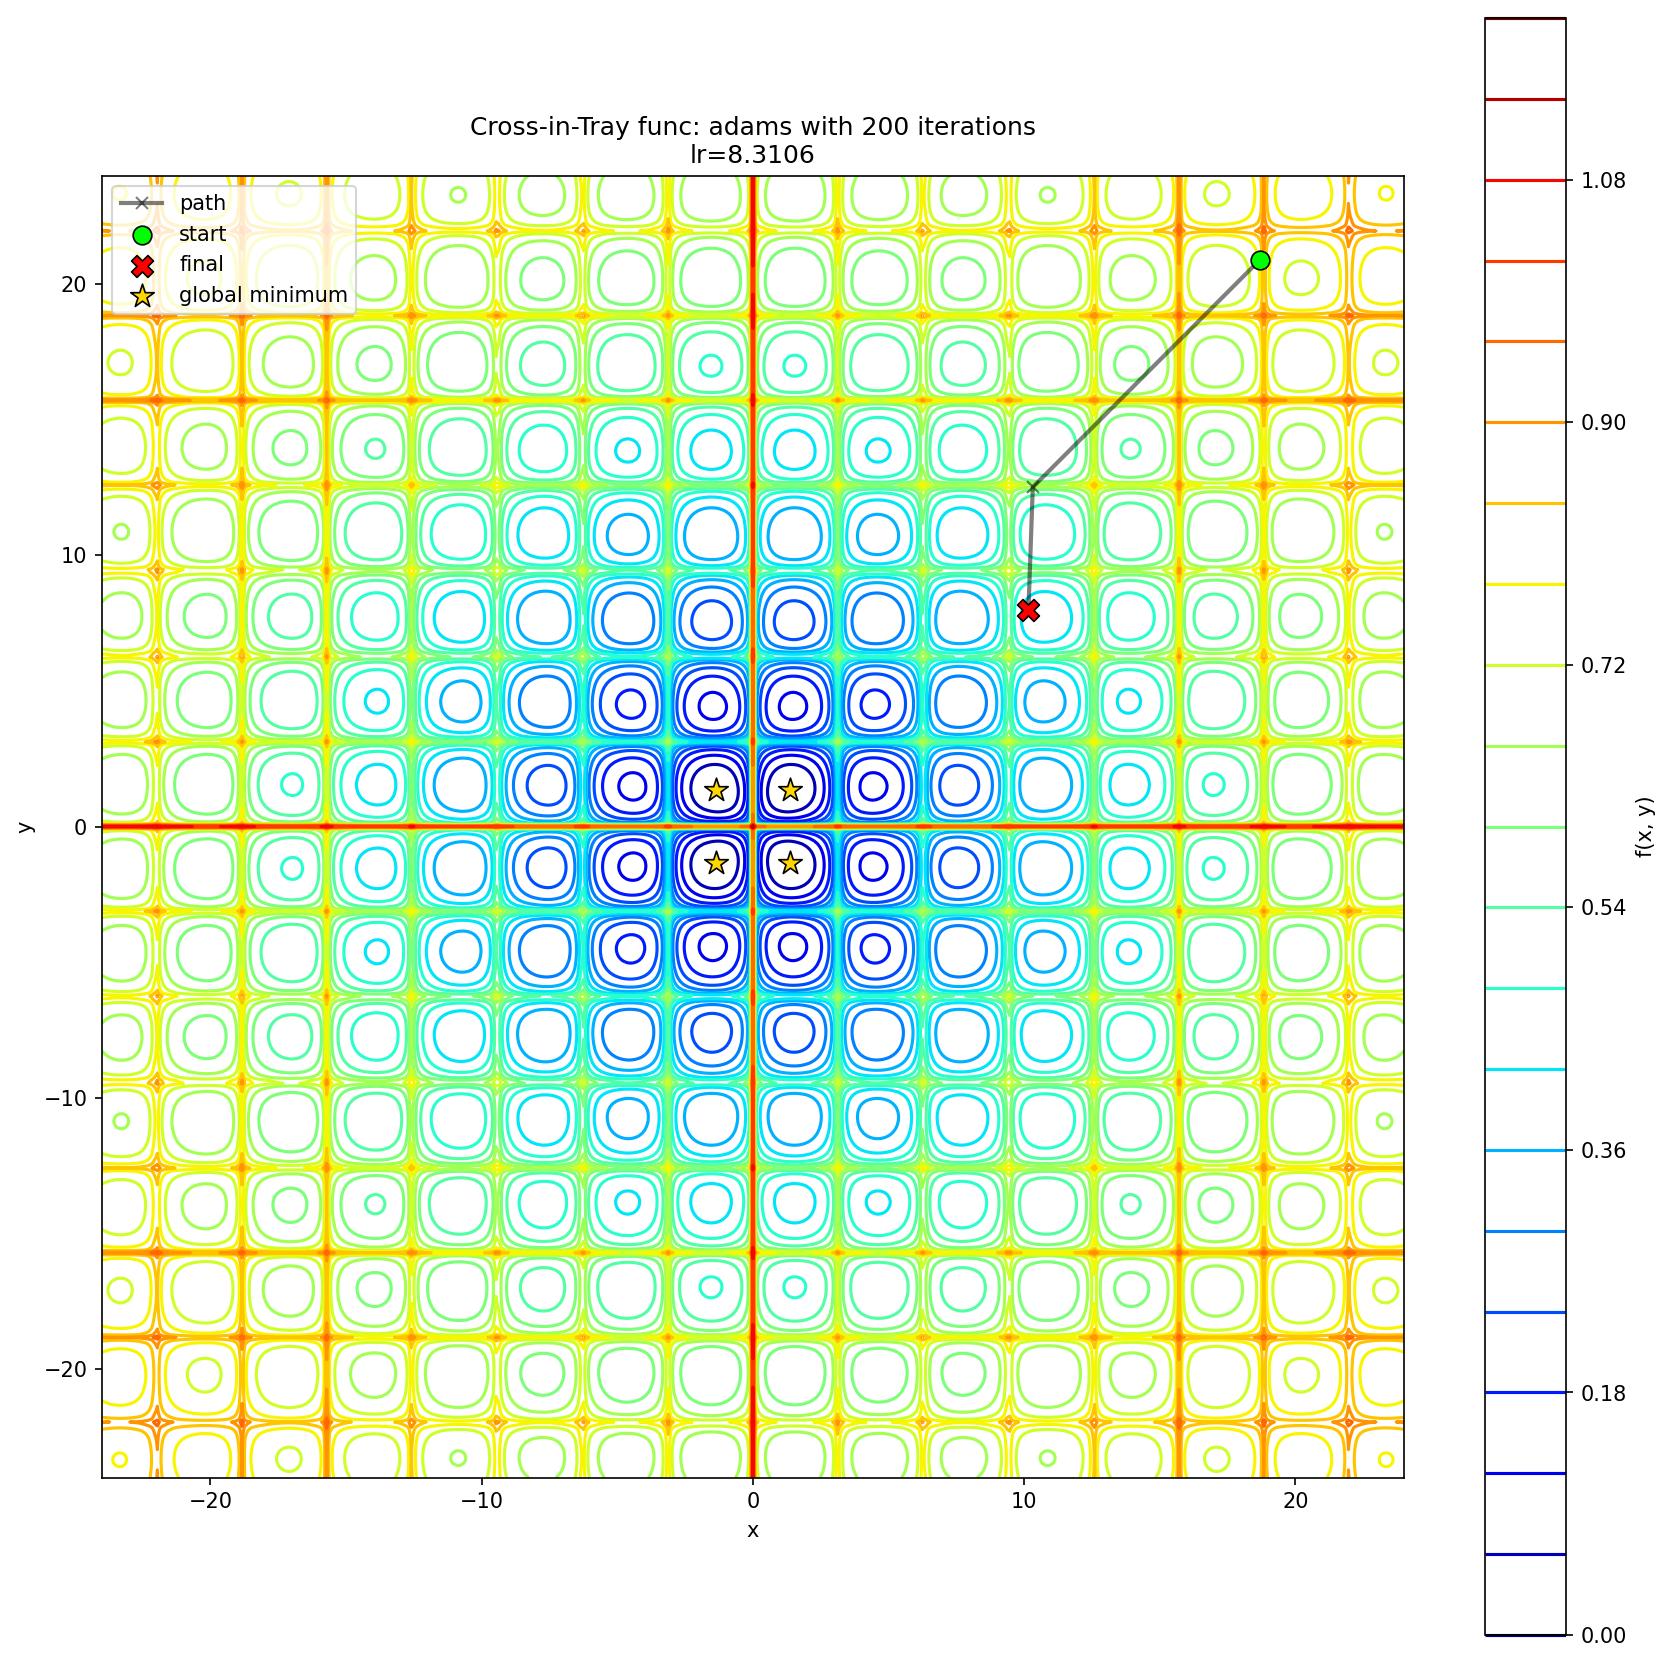 Cross-in-Tray func: adams with 200 iterations
lr=8.3106
path
start
final
global minimum
20
10
0
−10
−20
y
−20
−10
0
10
20
x
1.08
0.90
0.72
0.54
0.36
0.18
0.00
f(x, y)